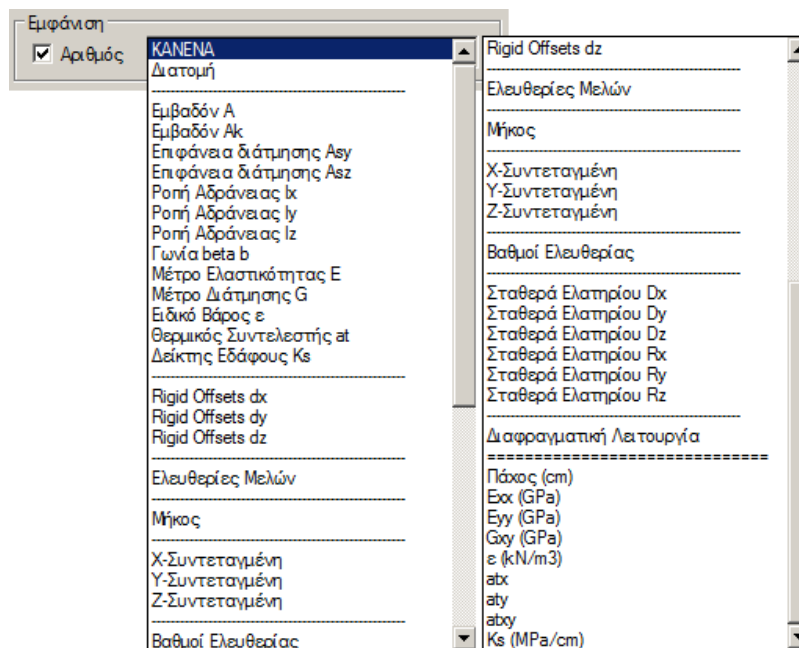 Εμφάνιση
Αριθμός
ΚΑΝΕΝΑ
Διατομή
Εμβαδόν A
Εμβαδόν Ak
Επιφάνεια διάτμησης Asy
Επιφάνεια διάτμησης Asz
Ροπή Αδράνειας Ix
Ροπή Αδράνειας Iy
Ροπή Αδράνειας Iz
Γωνία beta b
Μέτρο Ελαστικότητας E
Μέτρο Διάτμησης G
Ειδικό Βάρος ε
Θερμικός Συντελεστής at
Δείκτης Εδάφους Ks
Rigid Offsets dx
Rigid Offsets dy
Rigid Offsets dz
Ελευθερίες Μελών
Μήκος
Χ-Συντεταγμένη
Υ-Συντεταγμένη
Ζ-Συντεταγμένη
Βαθμοί Ελευθερίας
Rigid Offsets dz
Ελευθερίες Μελών
Μήκος
Χ-Συντεταγμένη
Υ-Συντεταγμένη
Ζ-Συντεταγμένη
Βαθμοί Ελευθερίας
Σταθερά Ελατηρίου Dx
Σταθερά Ελατηρίου Dy
Σταθερά Ελατηρίου Dz
Σταθερά Ελατηρίου Rx
Σταθερά Ελατηρίου Ry
Σταθερά Ελατηρίου Rz
Διαφραγματική Λειτουργία
==============================
Πάχος (cm)
Exx (GPa)
Eyy (GPa)
Gxy (GPa)
ε (kN/m3)
atx
aty
atxy
Ks (MPa/cm)